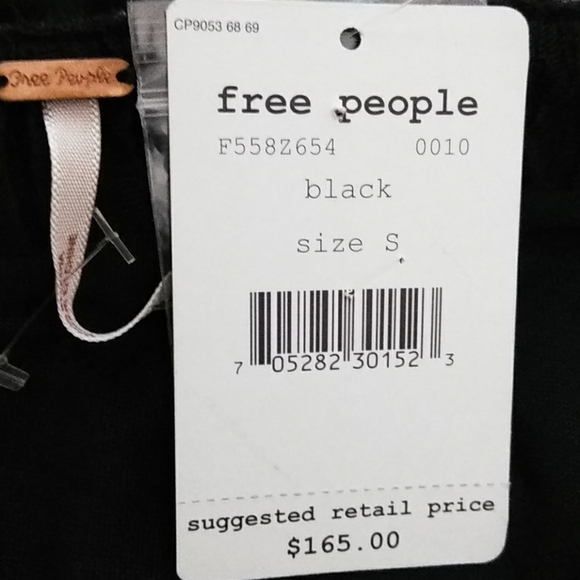 CP9053 68 69
Free People
free people
F558Z654 0010
black
size S
7 05282 30152 3
suggested retail price
$165.00